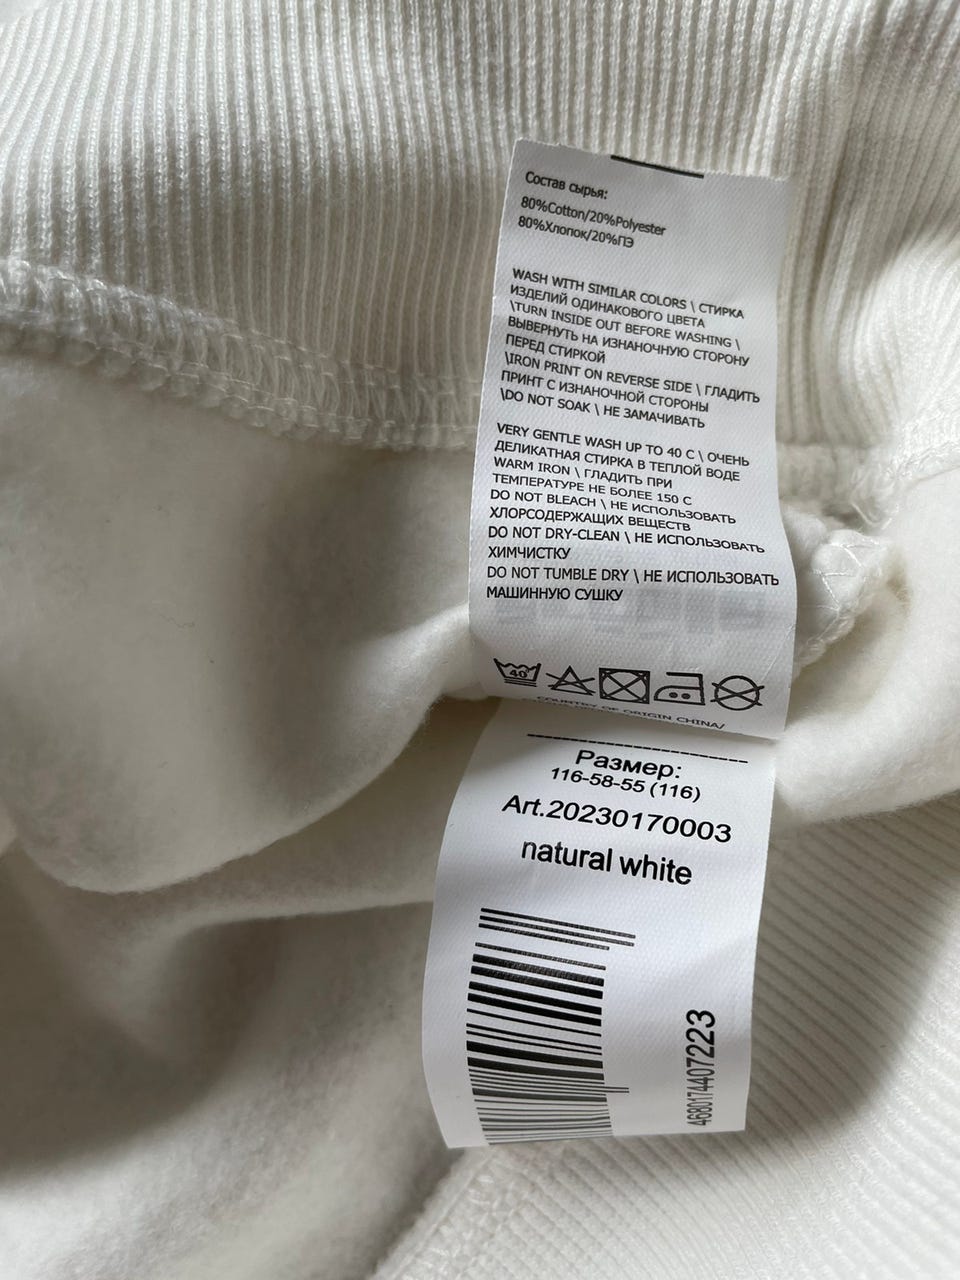 Состав сырья:
80%Cotton/20%Polyester
80%Хлопок/20%ПЭ
WASH WITH SIMILAR COLORS \ СТИРКА
ИЗДЕЛИЙ ОДИНАКОВОГО ЦВЕТА
\TURN INSIDE OUT BEFORE WASHING \
ВЫВЕРНУТЬ НА ИЗНАНОЧНУЮ СТОРОНУ
ПЕРЕД СТИРКОЙ
\IRON PRINT ON REVERSE SIDE \ ГЛАДИТЬ
ПРИНТ С ИЗНАНОЧНОЙ СТОРОНЫ
\DO NOT SOAK \ НЕ ЗАМАЧИВАТЬ
VERY GENTLE WASH UP TO 40 C \ ОЧЕНЬ
ДЕЛИКАТНАЯ СТИРКА В ТЕПЛОЙ ВОДЕ
WARM IRON \ ГЛАДИТЬ ПРИ
ТЕМПЕРАТУРЕ НЕ БОЛЕЕ 150 С
DO NOT BLEACH \ НЕ ИСПОЛЬЗОВАТЬ
ХЛОРСОДЕРЖАЩИХ ВЕЩЕСТВ
DO NOT DRY-CLEAN \ НЕ ИСПОЛЬЗОВАТЬ
ХИМЧИСТКУ
DO NOT TUMBLE DRY \ НЕ ИСПОЛЬЗОВАТЬ
МАШИННУЮ СУШКУ
40
COUNTRY OF ORIGIN CHINA/
Размер:
116-58-55 (116)
Art.20230170003
natural white
4680174407223